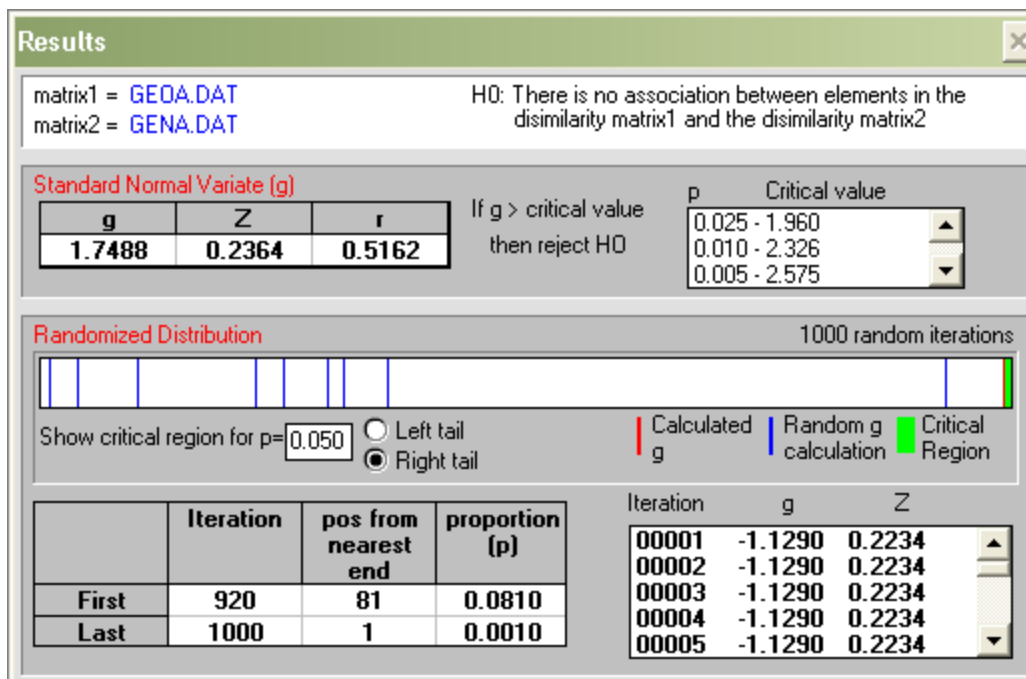 Results
matrix1 = GEOA.DAT
matrix2 = GENA.DAT
H0: There is no association between elements in the
disimilarity matrix1 and the disimilarity matrix2
Standard Normal Variate (g)
g Z r
1.7488 0.2364 0.5162
If g > critical value
then reject H0
p Critical value
0.025 - 1.960
0.010 - 2.326
0.005 - 2.575
Randomized Distribution
1000 random iterations
Show critical region for p= 0.050
Left tail
Right tail
Calculated
g
Random g
calculation
Critical
Region
Iteration
pos from
nearest
end
proportion
(p)
First 920 81 0.0810
Last 1000 1 0.0010
Iteration g Z
00001 -1.1290 0.2234
00002 -1.1290 0.2234
00003 -1.1290 0.2234
00004 -1.1290 0.2234
00005 -1.1290 0.2234